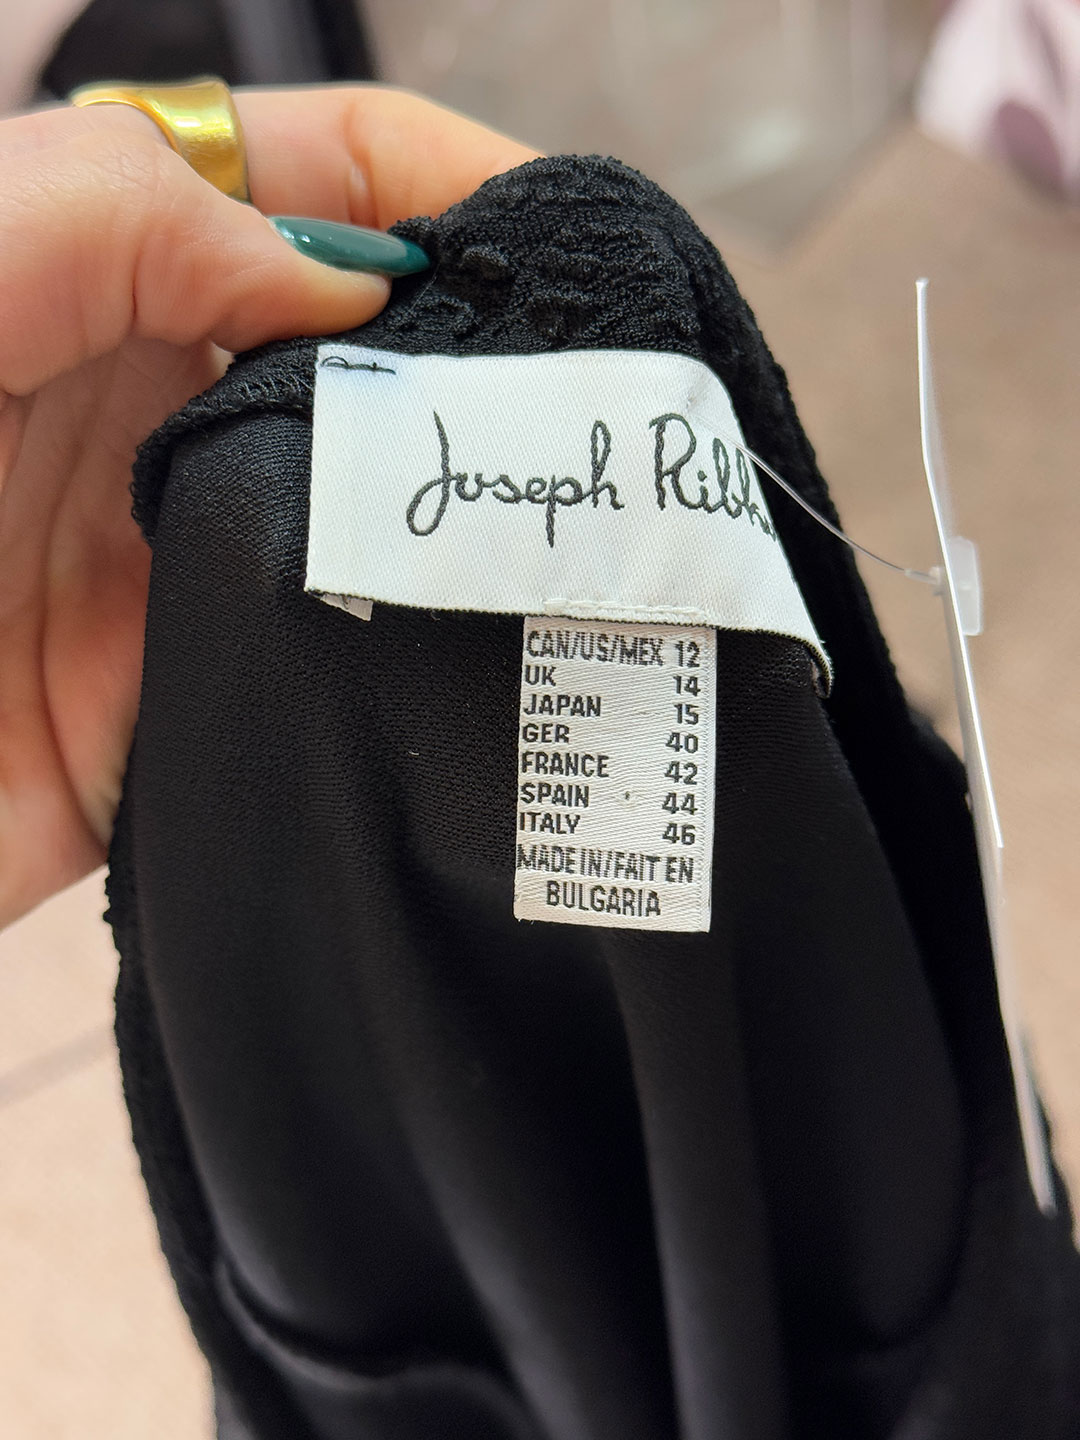 Joseph
CAN/US/MEX 12
UK 14
JAPAN 15
GER 40
FRANCE 42
SPAIN 44
ITALY 46
MADE IN/FAIT EN
BULGARIA